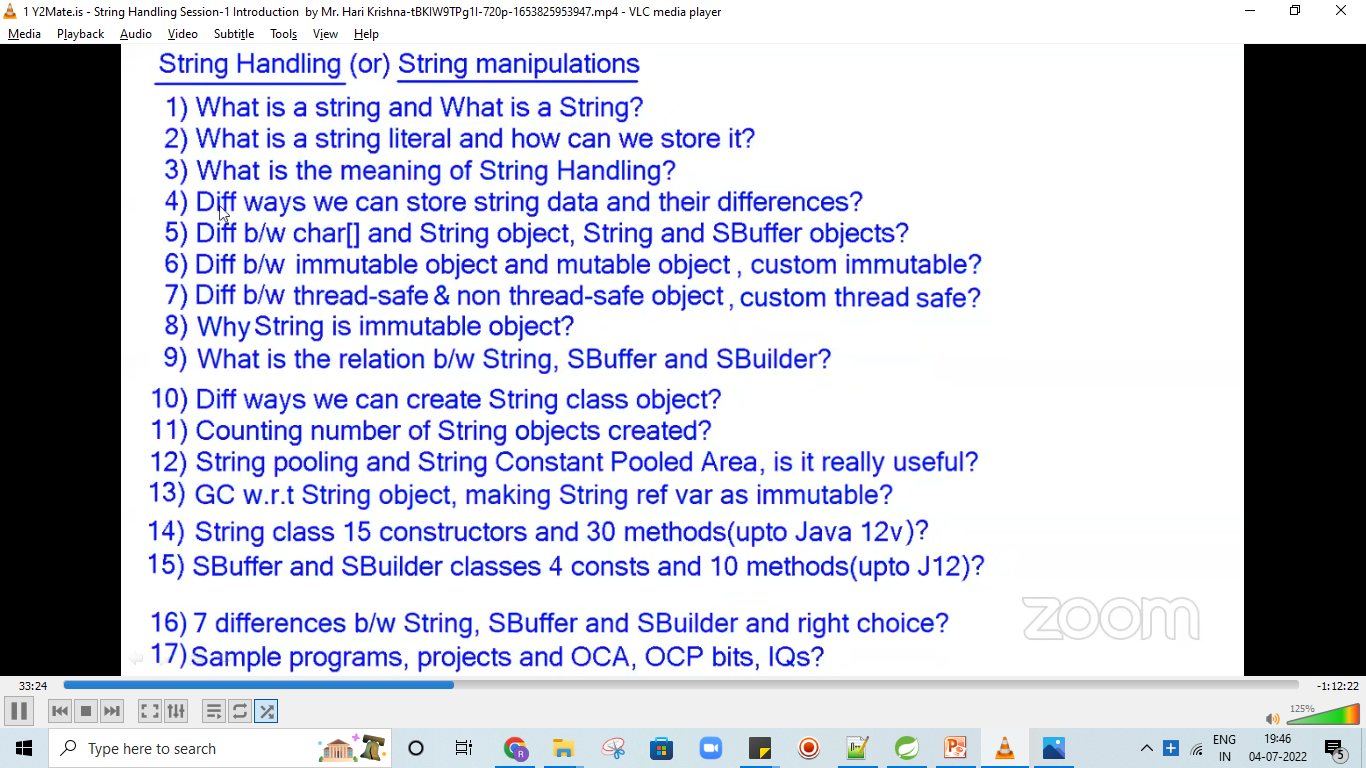 1 Y2Mate.is - String Handling Session-1 Introduction by Mr. Hari Krishna-tBKlW9TPg1I-720p-1653825953947.mp4 - VLC media player
Media Playback Audio Video Subtitle Tools View Help
String Handling (or) String manipulations
1) What is a string and What is a String?
2) What is a string literal and how can we store it?
3) What is the meaning of String Handling?
4) Diff ways we can store string data and their differences?
5) Diff b/w char[] and String object, String and SBuffer objects?
6) Diff b/w immutable object and mutable object , custom immutable?
7) Diff b/w thread-safe & non thread-safe object , custom thread safe?
8) Why String is immutable object?
9) What is the relation b/w String, SBuffer and SBuilder?
10) Diff ways we can create String class object?
11) Counting number of String objects created?
12) String pooling and String Constant Pooled Area, is it really useful?
13) GC w.r.t String object, making String ref var as immutable?
14) String class 15 constructors and 30 methods(upto Java 12v)?
15) SBuffer and SBuilder classes 4 consts and 10 methods(upto J12)?
16) 7 differences b/w String, SBuffer and SBuilder and right choice?
17) Sample programs, projects and OCA, OCP bits, IQs?
zoom
33:24 -1:12:22
125%
Type here to search
ENG 19:46
IN 04-07-2022
5